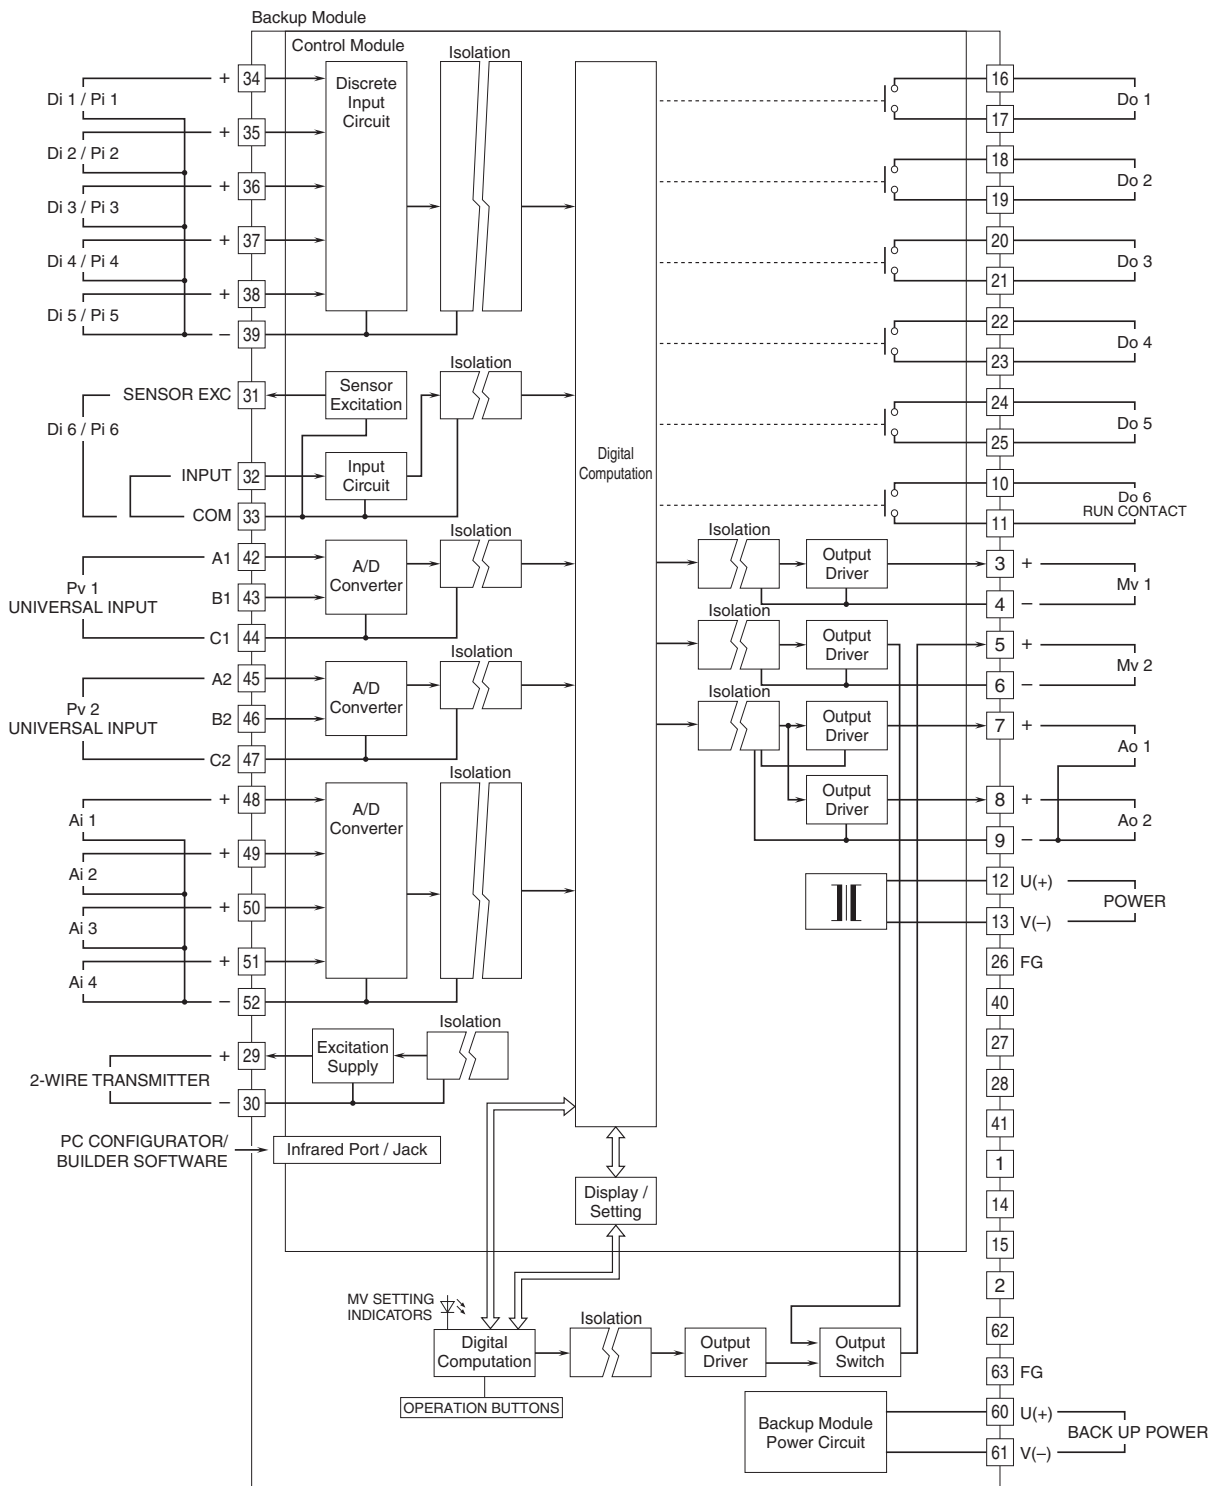 Backup Module
Control Module
Isolation
Di 1 / Pi 1
+ 34
Discrete
Input
Circuit
+ 35
Di 2 / Pi 2
+ 36
Di 3 / Pi 3
+ 37
Di 4 / Pi 4
+ 38
Di 5 / Pi 5
− 39
Isolation
SENSOR EXC 31
Sensor
Excitation
Di 6 / Pi 6
INPUT 32
Input
Circuit
COM 33
Isolation
A1 42
A/D
Converter
Pv 1
UNIVERSAL INPUT
B1 43
C1 44
Isolation
A2 45
A/D
Converter
Pv 2
UNIVERSAL INPUT
B2 46
C2 47
Isolation
+ 48
A/D
Converter
Ai 1
+ 49
Ai 2
+ 50
Ai 3
+ 51
Ai 4
− 52
Isolation
+ 29
Excitation
Supply
2-WIRE TRANSMITTER
− 30
PC CONFIGURATOR/
BUILDER SOFTWARE
Infrared Port / Jack
Digital
Computation
Display /
Setting
MV SETTING
INDICATORS
Digital
Computation
OPERATION BUTTONS
Isolation
Output
Driver
Output
Switch
Backup Module
Power Circuit
16
Do 1
17
18
Do 2
19
20
Do 3
21
22
Do 4
23
24
Do 5
25
10
Do 6
RUN CONTACT
11
Isolation
Output
Driver
3 +
Mv 1
4 −
Isolation
Output
Driver
5 +
Mv 2
6 −
Isolation
Output
Driver
7 +
Ao 1
Output
Driver
8 +
Ao 2
9 −
12 U(+)
POWER
13 V(−)
26 FG
40
27
28
41
1
14
15
2
62
63 FG
60 U(+)
BACK UP POWER
61 V(−)